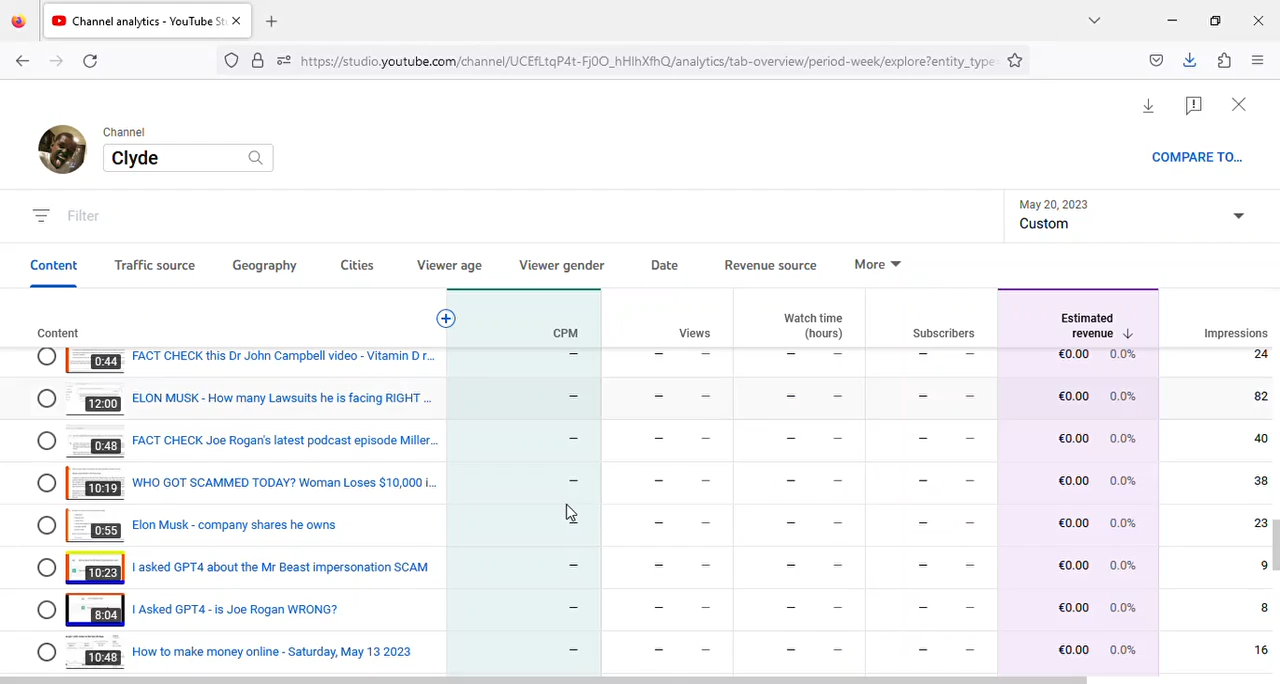 Channel analytics - YouTube St
https://studio.youtube.com/channel/UCEfLtqP4t-Fj0O_hHlhXfhQ/analytics/tab-overview/period-week/explore?entity_type=
Channel
Clyde
COMPARE TO...
Filter
May 20, 2023
Custom
Content Traffic source Geography Cities Viewer age Viewer gender Date Revenue source More
Content CPM Views Watch time (hours) Subscribers Estimated revenue Impressions
0:44 FACT CHECK this Dr John Campbell video - Vitamin D r... — — — — — — — €0.00 0.0% 24
12:00 ELON MUSK - How many Lawsuits he is facing RIGHT ... — — — — — — — €0.00 0.0% 82
0:48 FACT CHECK Joe Rogan's latest podcast episode Miller... — — — — — — — €0.00 0.0% 40
10:19 WHO GOT SCAMMED TODAY? Woman Loses $10,000 i... — — — — — — — €0.00 0.0% 38
0:55 Elon Musk - company shares he owns — — — — — — — €0.00 0.0% 23
10:23 I asked GPT4 about the Mr Beast impersonation SCAM — — — — — — — €0.00 0.0% 9
8:04 I Asked GPT4 - is Joe Rogan WRONG? — — — — — — — €0.00 0.0% 8
10:48 How to make money online - Saturday, May 13 2023 — — — — — — — €0.00 0.0% 16